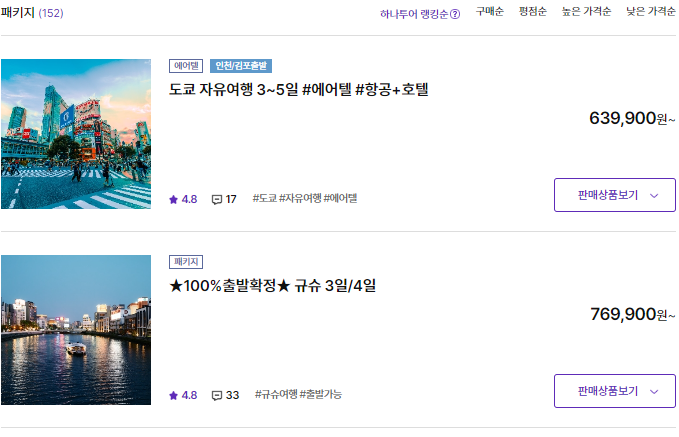 패키지 (152)
하나투어 랭킹순? 구매순 평점순 높은 가격순 낮은 가격순
에어텔 인천/김포출발
도쿄 자유여행 3~5일 #에어텔 #항공+호텔
639,900원~
판매상품보기
★ 4.8 17 #도쿄 #자유여행 #에어텔
패키지
★100%출발확정★ 규슈 3일/4일
769,900원~
판매상품보기
★ 4.8 33 #규슈여행 #출발가능